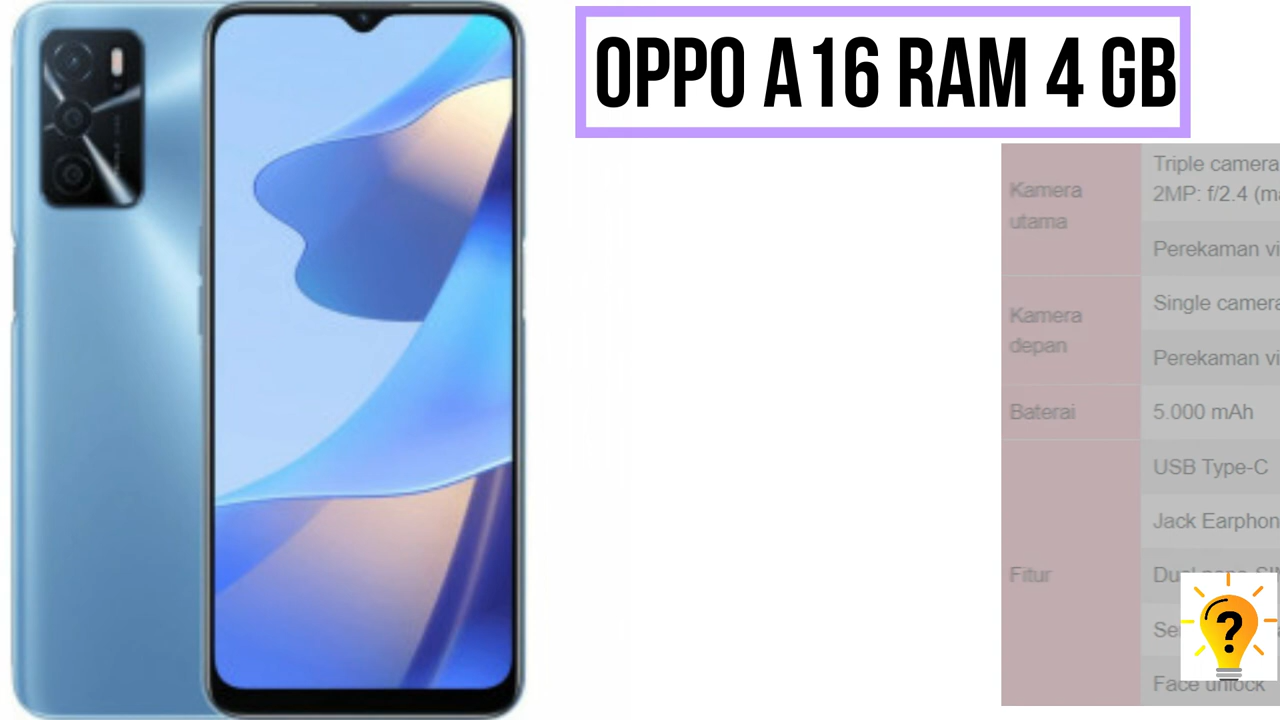 OPPO A16 RAM 4 GB
Kamera
utama
Triple camera
2MP: f/2.4
Perekaman
Kamera
depan
Single camera
Perekaman
Baterai
5.000 mAh
Fitur
USB Type-C
Jack
?
Face unlock